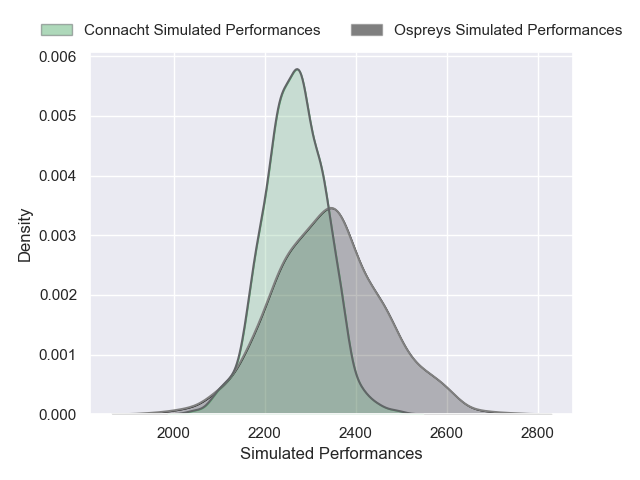 Connacht Simulated Performances Ospreys Simulated Performances
0.006
0.005
0.004
0.003
0.002
0.001
0.000
Density
2000 2200 2400 2600 2800
Simulated Performances